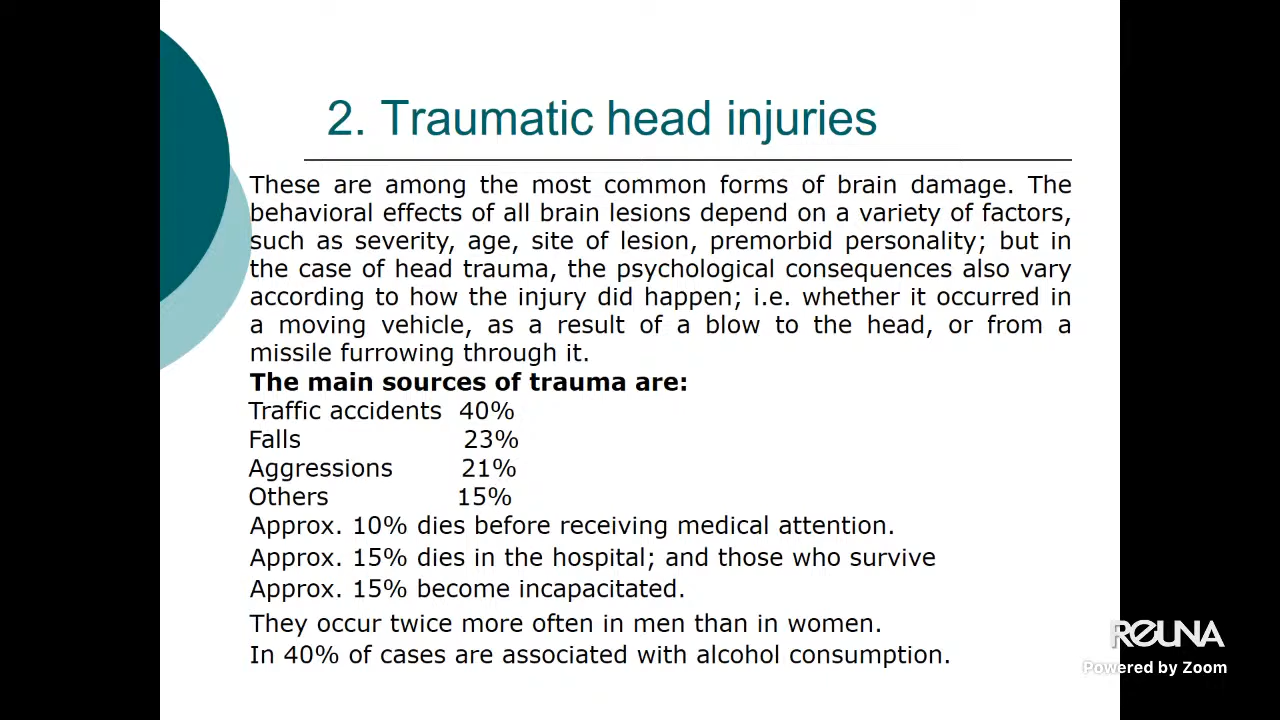 2. Traumatic head injuries
These are among the most common forms of brain damage. The
behavioral effects of all brain lesions depend on a variety of factors,
such as severity, age, site of lesion, premorbid personality; but in
the case of head trauma, the psychological consequences also vary
according to how the injury did happen; i.e. whether it occurred in
a moving vehicle, as a result of a blow to the head, or from a
missile furrowing through it.
The main sources of trauma are:
Traffic accidents 40%
Falls 23%
Aggressions 21%
Others 15%
Approx. 10% dies before receiving medical attention.
Approx. 15% dies in the hospital; and those who survive
Approx. 15% become incapacitated.
They occur twice more often in men than in women.
In 40% of cases are associated with alcohol consumption.
REUNA
Powered by Zoom